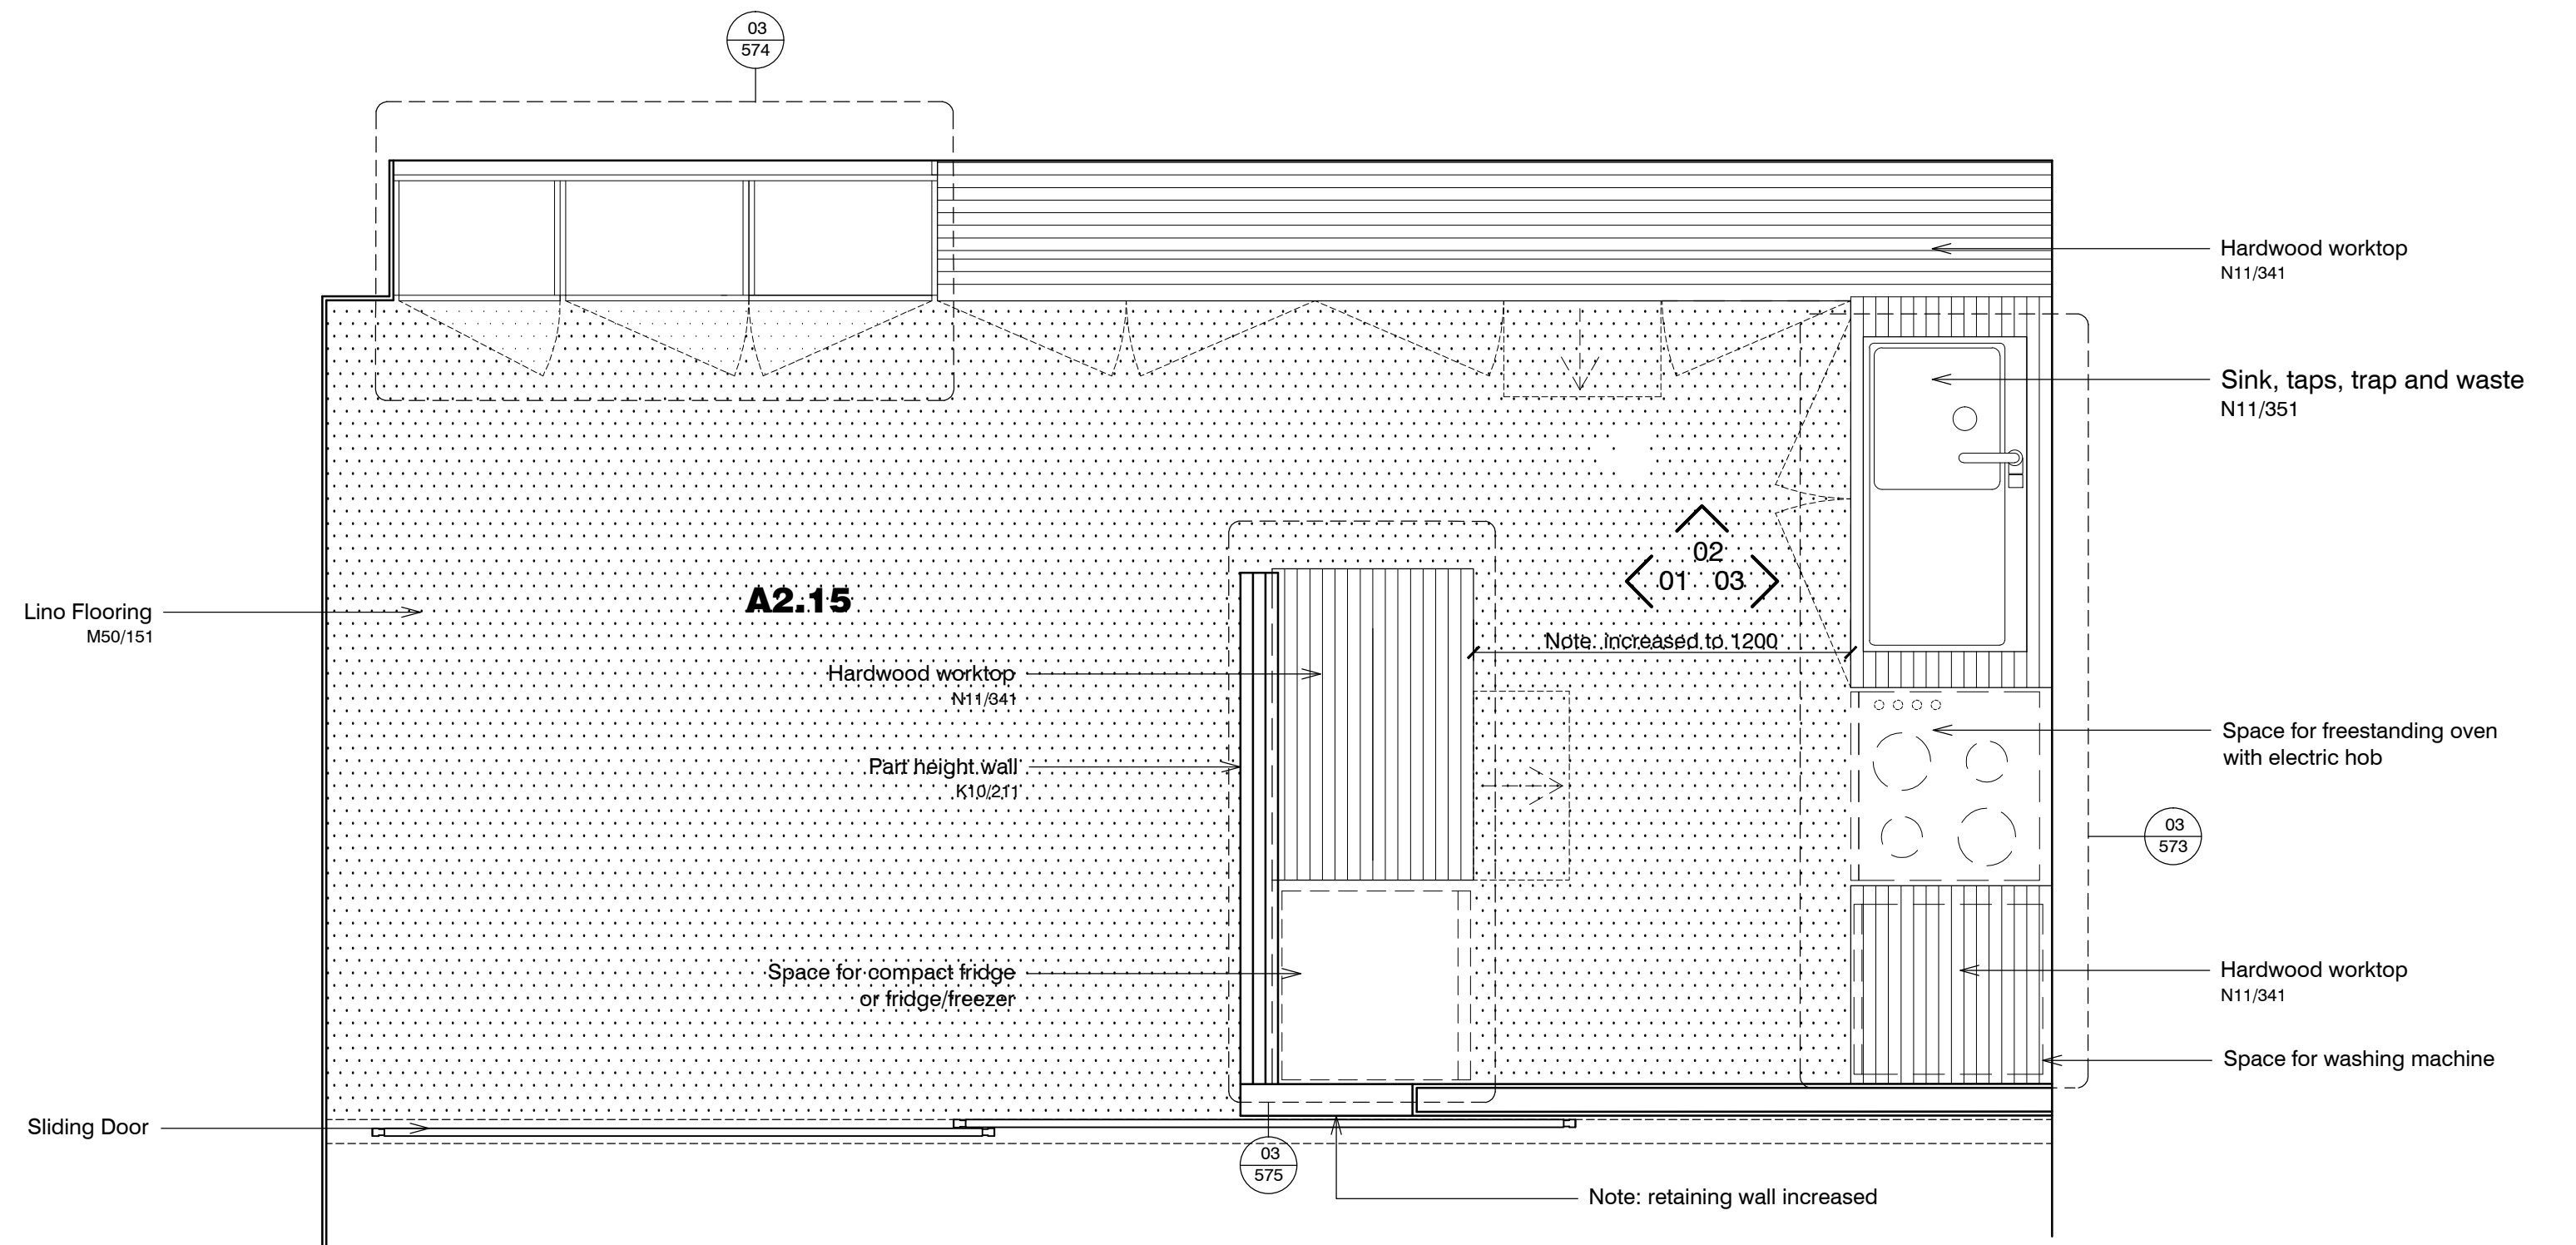 03
574
Hardwood worktop
N11/341
Sink, taps, trap and waste
N11/351
02
01 03
A2.15
Lino Flooring
M50/151
Note: increased to 1200
Hardwood worktop
N11/341
Part height wall
K10/211
Space for freestanding oven
with electric hob
03
573
Space for compact fridge
or fridge/freezer
Hardwood worktop
N11/341
Space for washing machine
Sliding Door
03
575
Note: retaining wall increased